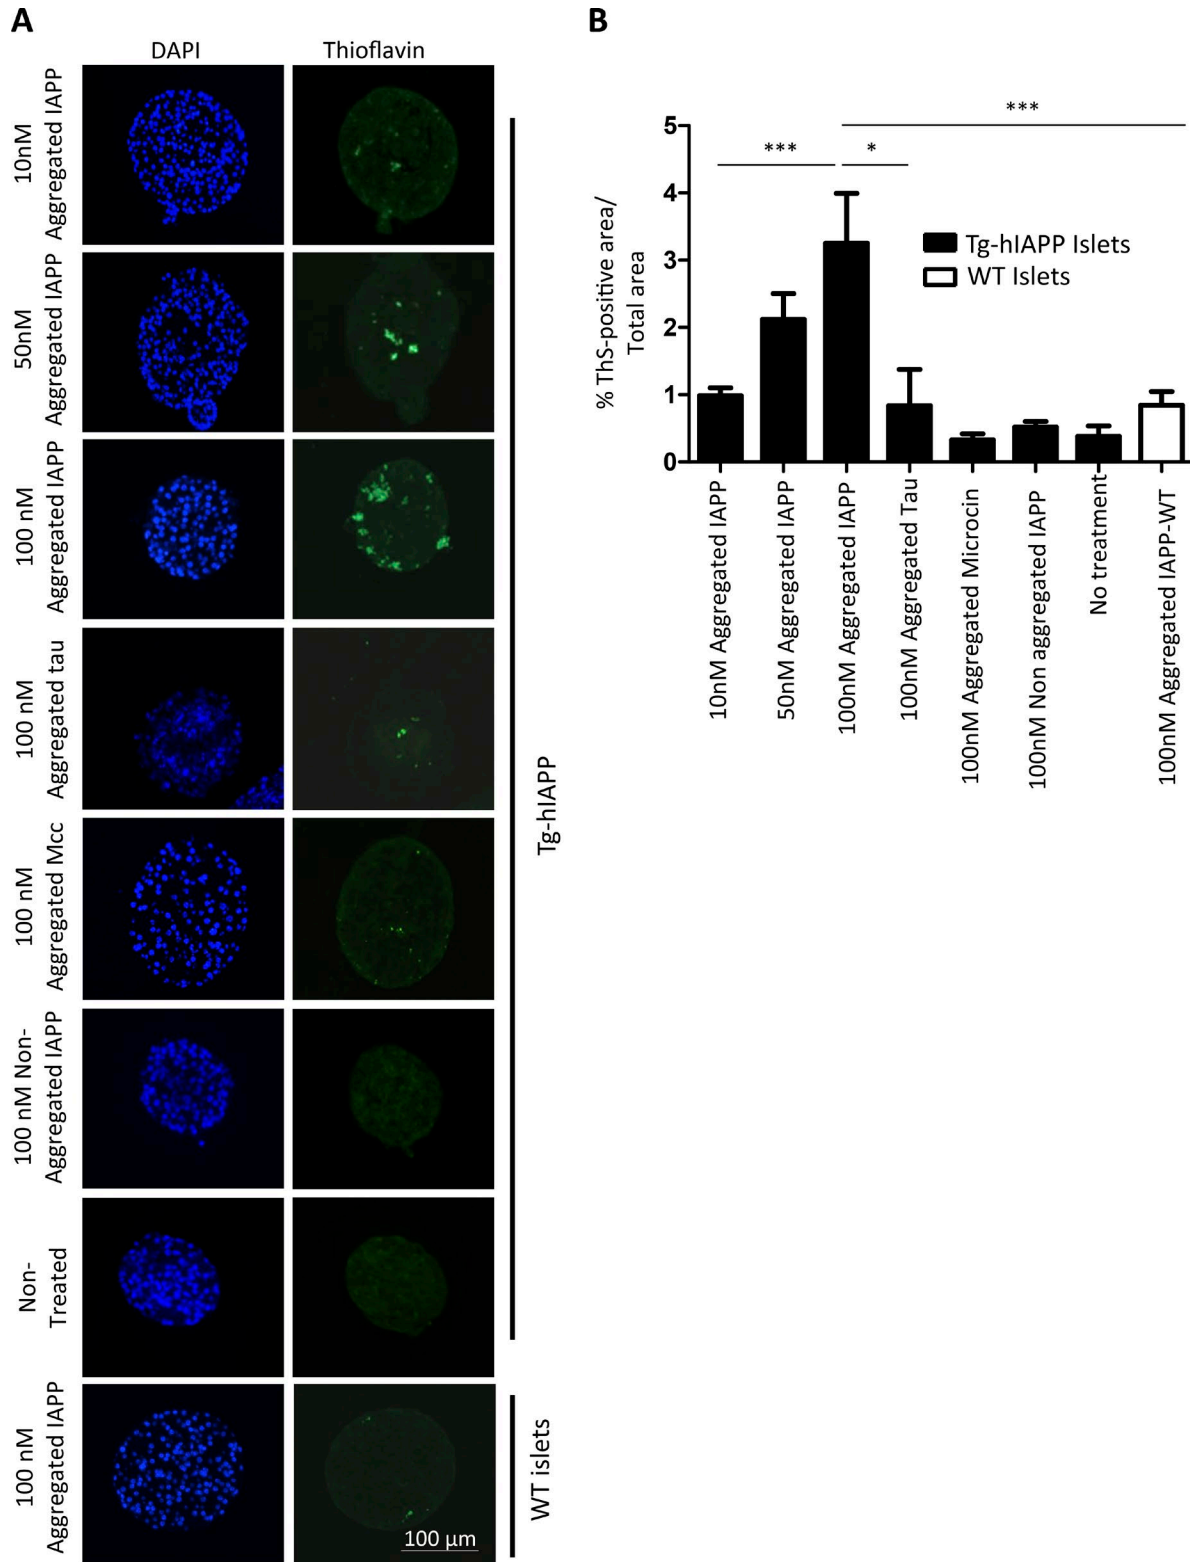 A
DAPI
Thioflavin
10nM
Aggregated IAPP
50nM
Aggregated IAPP
100 nM
Aggregated IAPP
100 nM
Aggregated tau
100 nM
Aggregated Mcc
100 nM Non-
Aggregated IAPP
Non-
Treated
100 nM
Aggregated IAPP
100 µm
Tg-hIAPP
WT islets
B
***
***
*
% ThS-positive area/
Total area
5
4
3
2
1
0
Tg-hIAPP Islets
WT Islets
10nM Aggregated IAPP
50nM Aggregated IAPP
100nM Aggregated IAPP
100nM Aggregated Tau
100nM Aggregated Microcin
100nM Non aggregated IAPP
No treatment
100nM Aggregated IAPP-WT